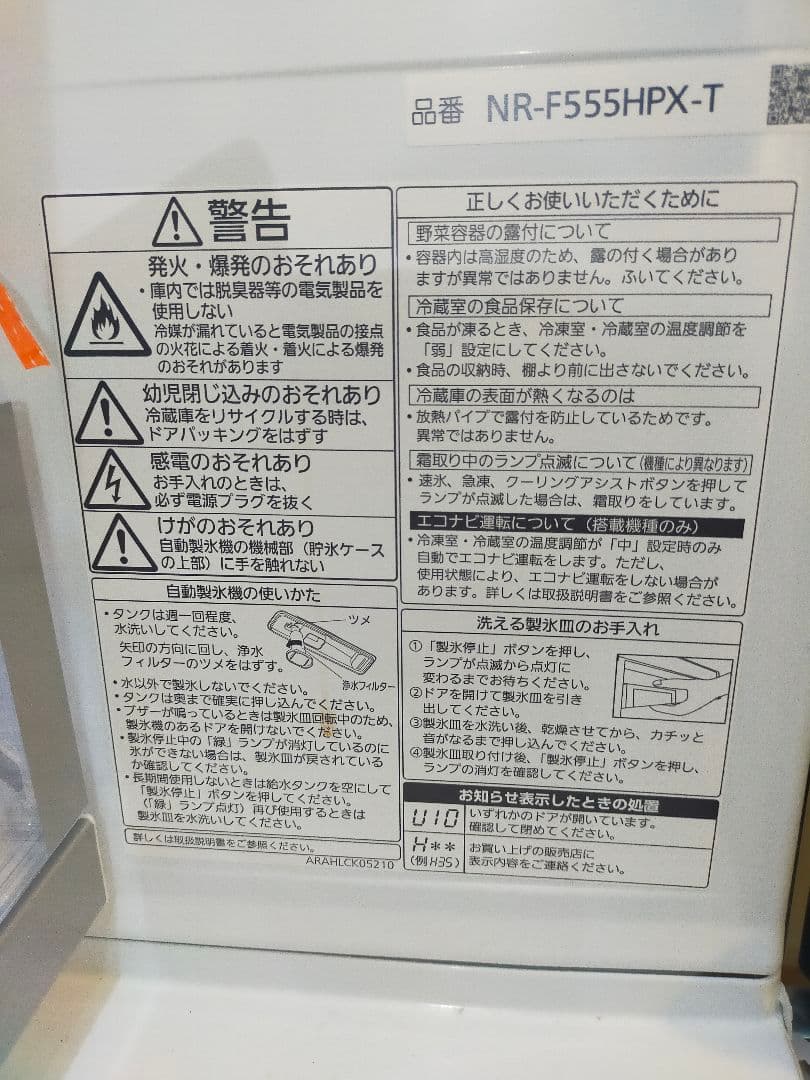 品番 NR-F555HPX-T
警告
発火・爆発のおそれあり
・庫内では脱臭器等の電気製品を
使用しない
冷媒が漏れていると電気製品の接点
の火花による着火・着火による爆発
のおそれがあります
幼児閉じ込みのおそれあり
冷蔵庫をリサイクルする時は、
ドアパッキングをはずす
感電のおそれあり
お手入れのときは、
必ず電源プラグを抜く
けがのおそれあり
自動製氷機の機械部（貯氷ケース
の上部）に手を触れない
自動製氷機の使いかた
・タンクは週一回程度、
水洗いしてください。
矢印の方向に回し、浄水
フィルターのツメをはずす。
ツメ
浄水フィルター
・水以外で製氷しないでください。
・タンクは奥まで確実に押し込んでください。
・ブザーが鳴っているときは製氷皿回転中のため、
製氷機のあるドアを開けないでください。
・製氷停止中の「緑」ランプが消灯しているのに
氷ができない場合は、製氷皿が戻されている
か確認してください。
・長期間使用しないときは給水タンクを空にして
「製氷停止」ボタンを押してください。
（「緑」ランプ点灯）再び使用するときは
製氷皿を水洗いしてください。
詳しくは取扱説明書をご参照ください。
ARAHLCK05210
正しくお使いいただくために
野菜容器の露付について
・容器内は高湿度のため、露の付く場合があり
ますが異常ではありません。ふいてください。
冷蔵室の食品保存について
・食品が凍るとき、冷凍室・冷蔵室の温度調節を
「弱」設定にしてください。
・食品の収納時、棚より前に出さないでください。
冷蔵庫の表面が熱くなるのは
・放熱パイプで露付を防止しているためです。
異常ではありません。
霜取り中のランプ点滅について（機種により異なります）
・速氷、急凍、クーリングアシストボタンを押して
ランプが点滅した場合は、霜取りをしています。
エコナビ運転について（搭載機種のみ）
・冷凍室・冷蔵室の温度調節が「中」設定時のみ
自動でエコナビ運転をします。ただし、
使用状態により、エコナビ運転をしない場合が
あります。詳しくは取扱説明書をご参照ください。
洗える製氷皿のお手入れ
①「製氷停止」ボタンを押し、
ランプが点滅から点灯に
変わるまでお待ちください。
②ドアを開けて製氷皿を引き
出してください。
③製氷皿を水洗い後、乾燥させてから、カチッと
音がなるまで押し込んでください。
④製氷皿取り付け後、「製氷停止」ボタンを押し、
ランプの消灯を確認してください。
お知らせ表示したときの処置
U10 いずれかのドアが開いています。
確認して閉めてください。
H＊＊ お買い上げの販売店に
(例H35) 表示内容をご連絡ください。